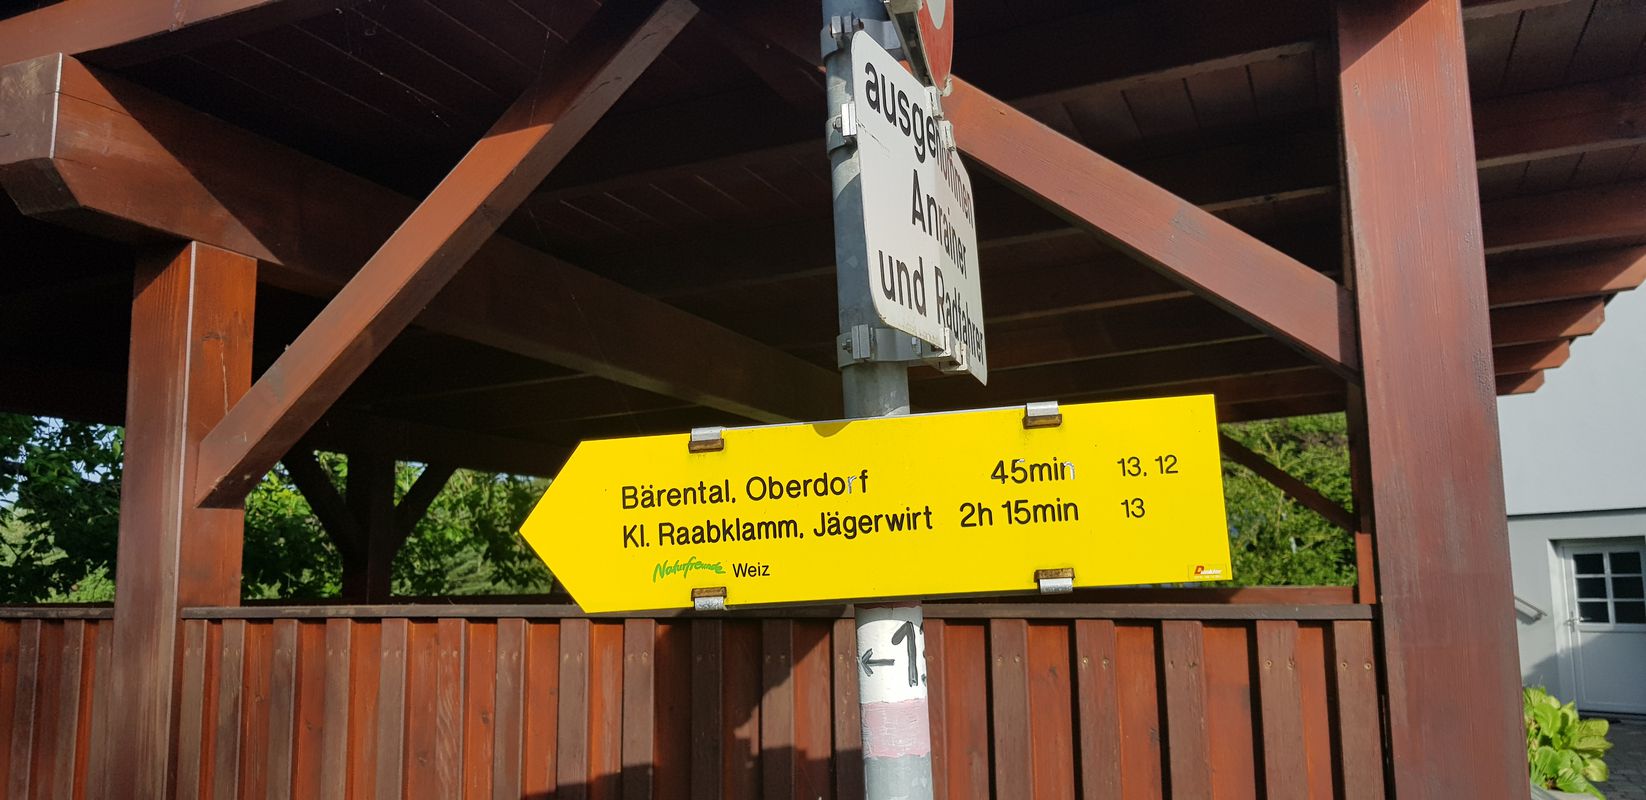 ausgenommen
Anrainer
und Radfahrer
Bärental, Oberdorf 45min 13, 12
Kl. Raabklamm, Jägerwirt 2h 15min 13
Naturfreunde Weiz
←